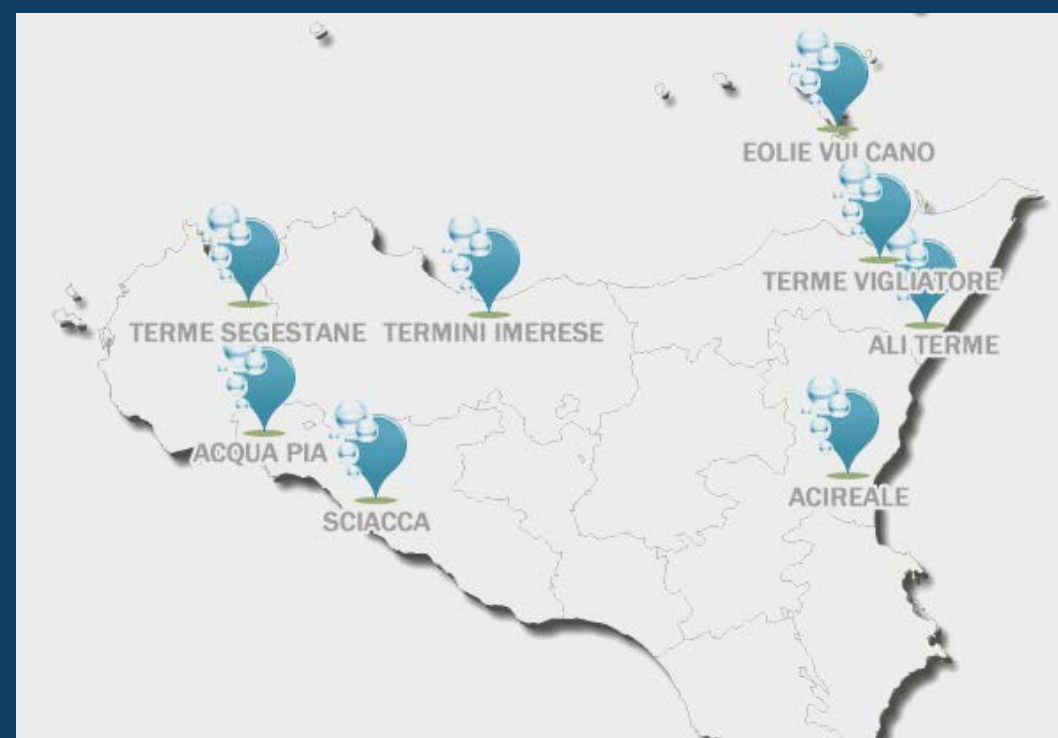 EOLIE VULCANO
TERME VIGLIATORE
TERME SEGESTANE
TERMINI IMERESE
ALI TERME
ACQUA PIA
ACIREALE
SCIACCA